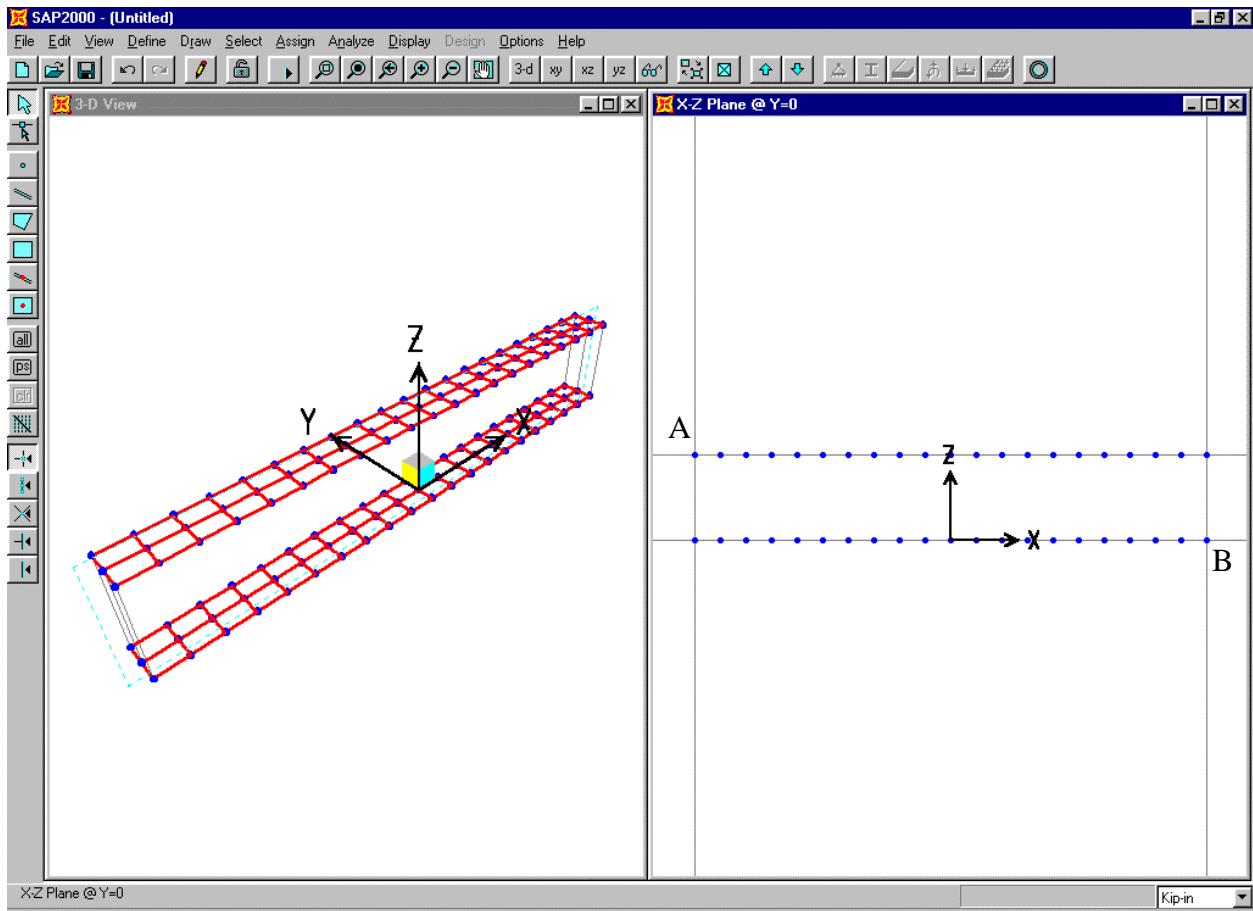 SAP2000 - (Untitled)
File Edit View Define Draw Select Assign Analyze Display Design Options Help
3-d xy xz yz
3-D View
X-Z Plane @ Y=0
all
ps
clr
Z
Y
X
A
Z
X
B
X-Z Plane @ Y=0
Kip-in